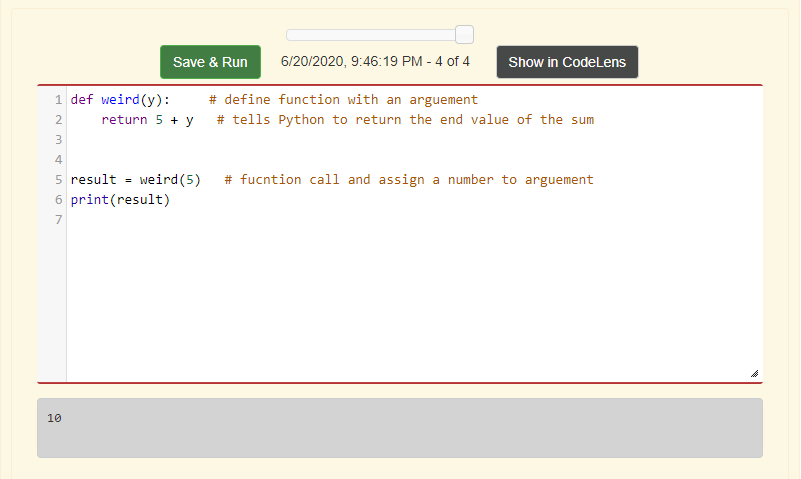 Save & Run 6/20/2020, 9:46:19 PM - 4 of 4 Show in CodeLens
1 def weird(y):     # define function with an arguement
2     return 5 + y   # tells Python to return the end value of the sum
3
4
5 result = weird(5)   # fucntion call and assign a number to arguement
6 print(result)
7
10